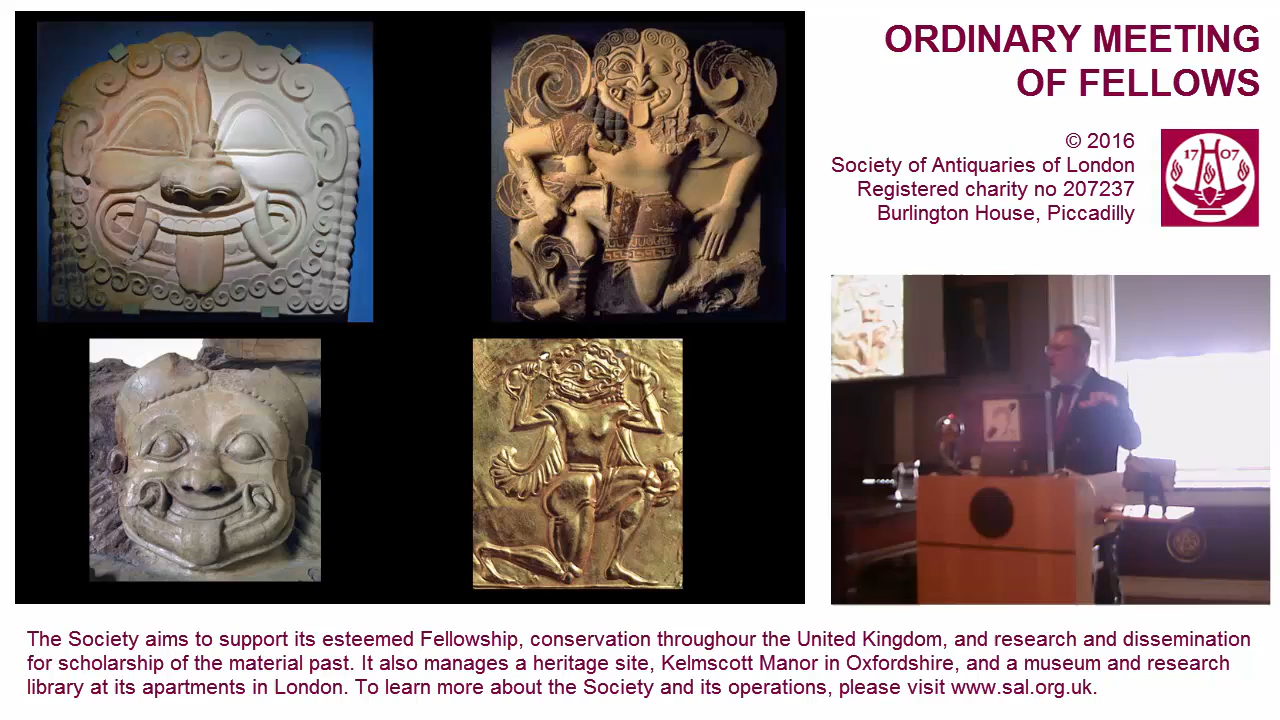 ORDINARY MEETING
OF FELLOWS
© 2016
Society of Antiquaries of London
Registered charity no 207237
Burlington House, Piccadilly
17 07
The Society aims to support its esteemed Fellowship, conservation throughour the United Kingdom, and research and dissemination
for scholarship of the material past. It also manages a heritage site, Kelmscott Manor in Oxfordshire, and a museum and research
library at its apartments in London. To learn more about the Society and its operations, please visit www.sal.org.uk.